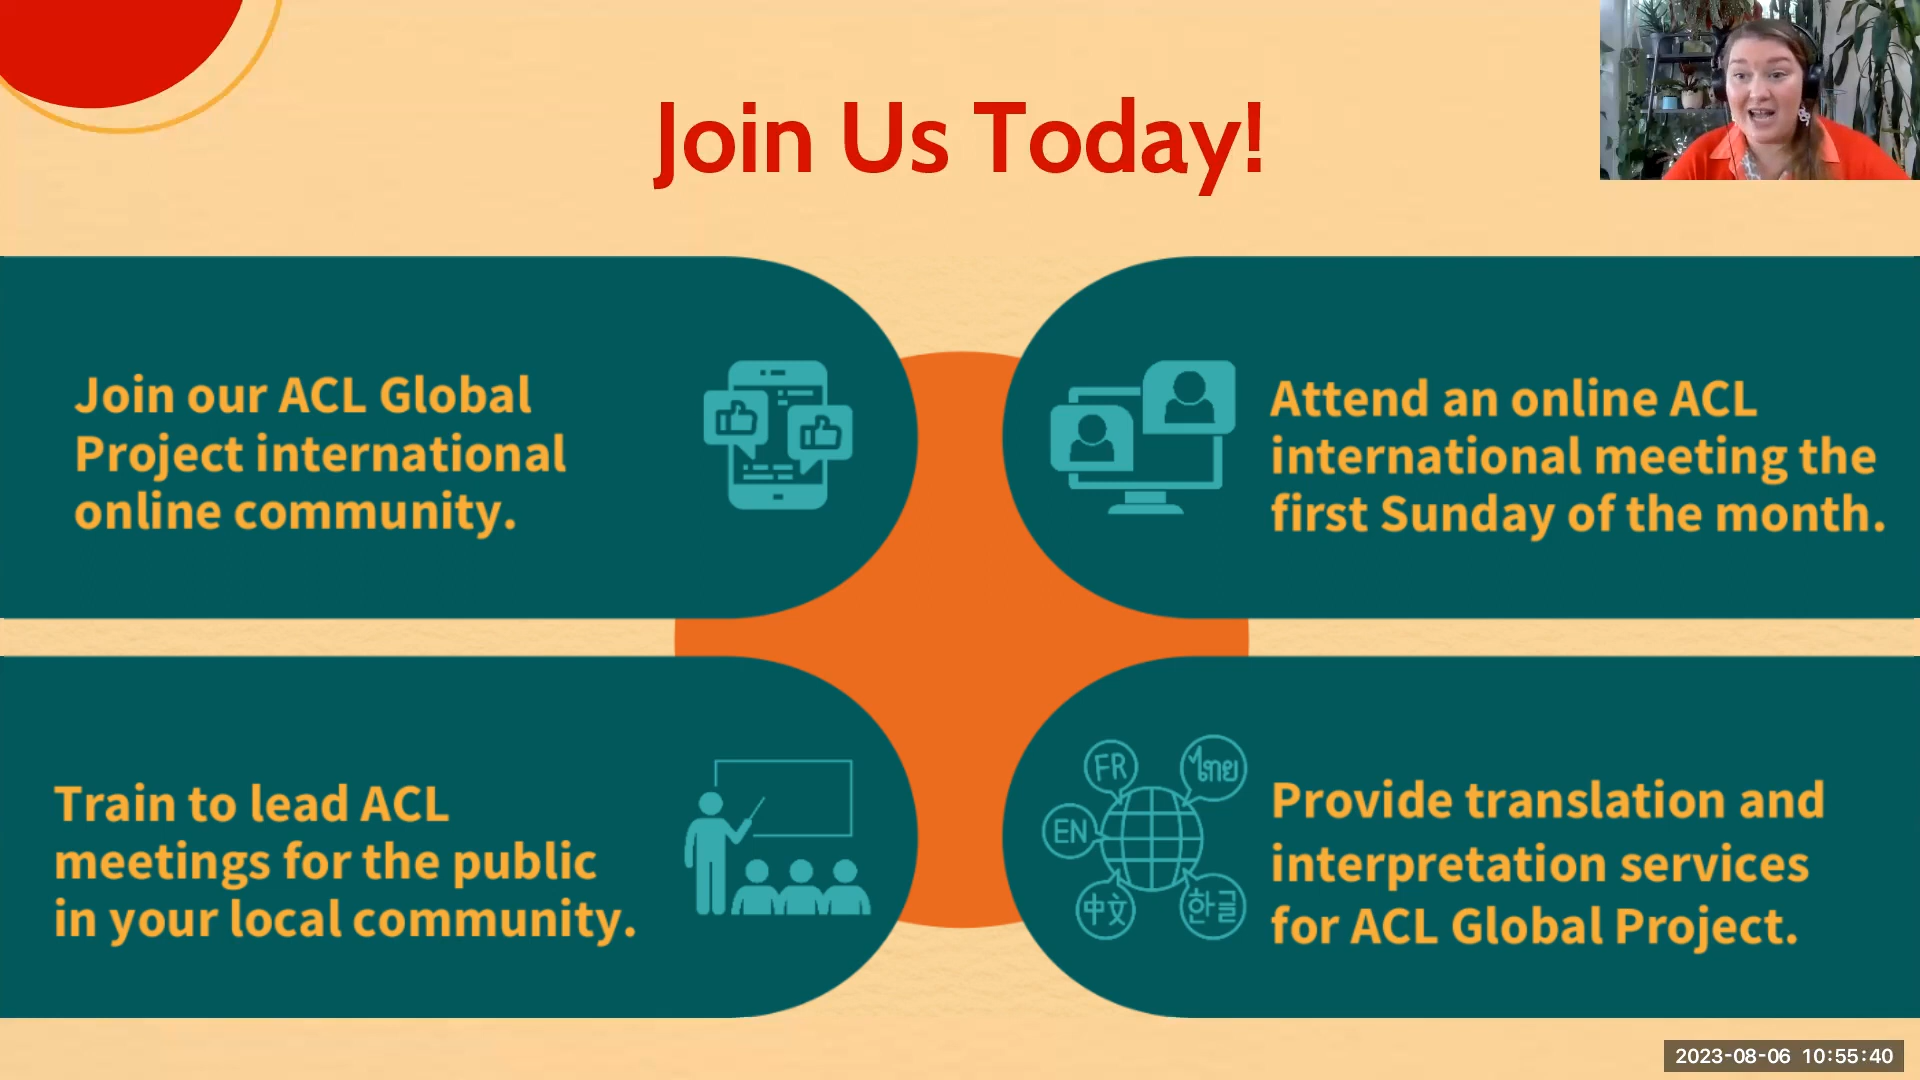 Join Us Today!
Join our ACL Global
Project international
online community.
Attend an online ACL
international meeting the
first Sunday of the month.
Train to lead ACL
meetings for the public
in your local community.
FR
ไทย
EN
中文
한글
Provide translation and
interpretation services
for ACL Global Project.
2023-08-06 10:55:40